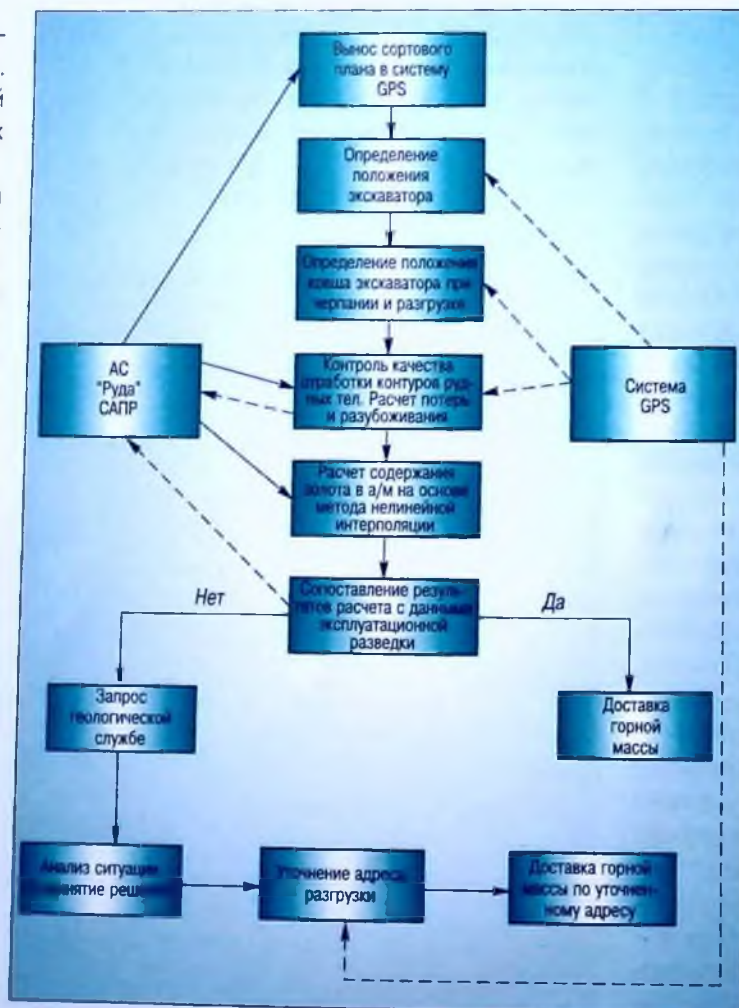 Вынос сортового
плана в систему
GPS
Определение
положения
экскаватора
Определение положения
ковша экскаватора при
черпании и разгрузке
АС
"Руда"
САПР
Контроль качества
отработки контуров руд-
ных тел. Расчет потерь
и разубоживания
Система
GPS
Расчет содержания
золота в а/м на основе
метода нелинейной
интерполяции
Сопоставление резуль-
татов расчета с данными
эксплуатационной
разведки
Нет
Да
Запрос
геологической
службе
Доставка
горной
массы
Анализ ситуации
принятие решения
Уточнение адреса
разгрузки
Доставка горной
массы по уточнен-
ному адресу